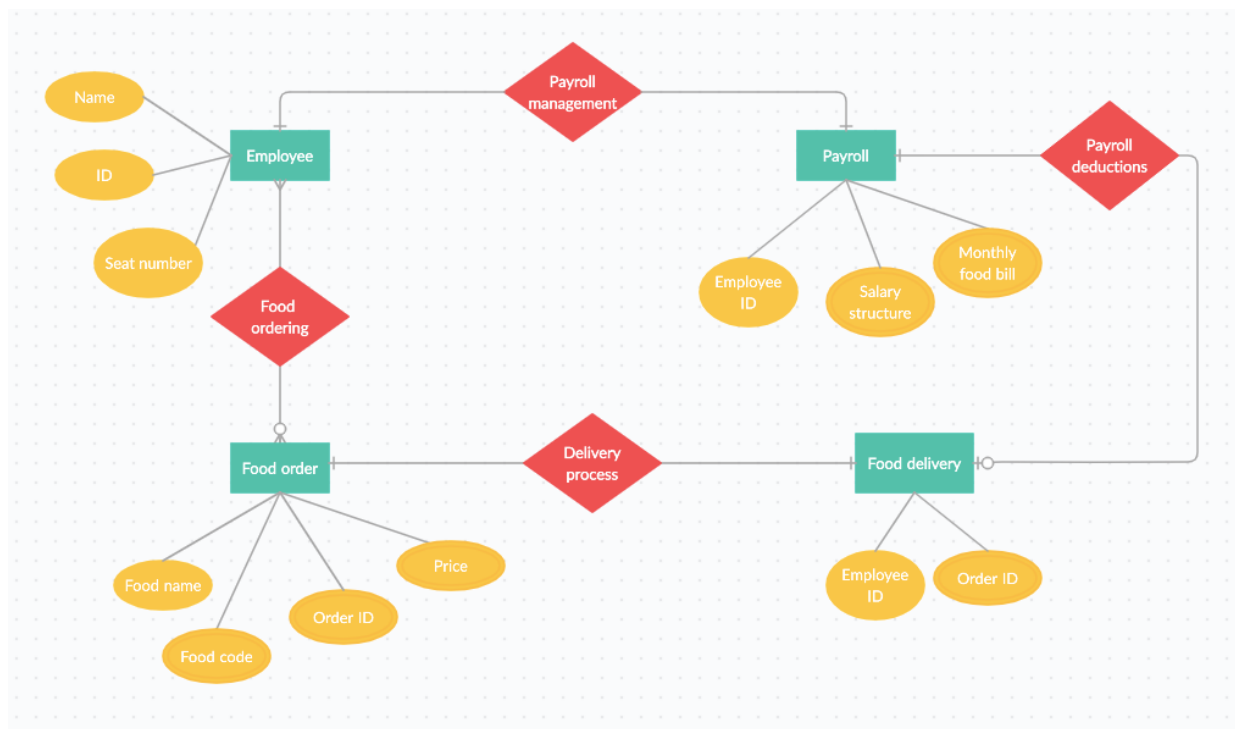 Payroll
management
Name
Employee
Payroll
Payroll
deductions
ID
Seat number
Monthly
food bill
Employee
ID
Salary
structure
Food
ordering
Food order
Delivery
process
Food delivery
Food name
Price
Employee
ID
Order ID
Order ID
Food code